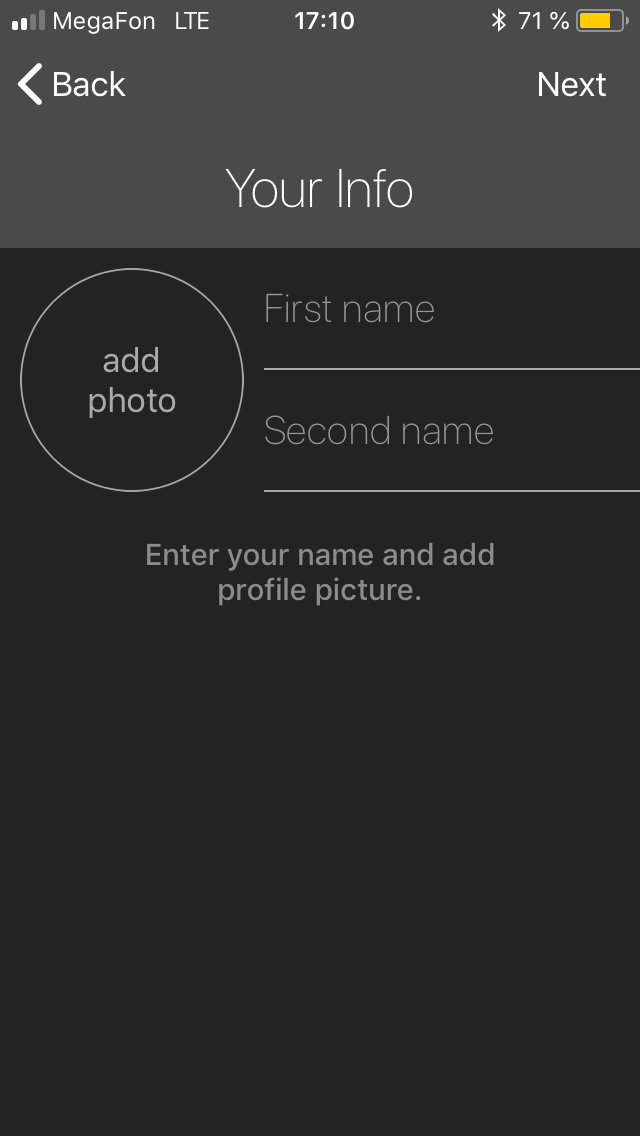 MegaFon LTE 17:10 71 %
Back Next
Your Info
add
photo
First name
Second name
Enter your name and add
profile picture.